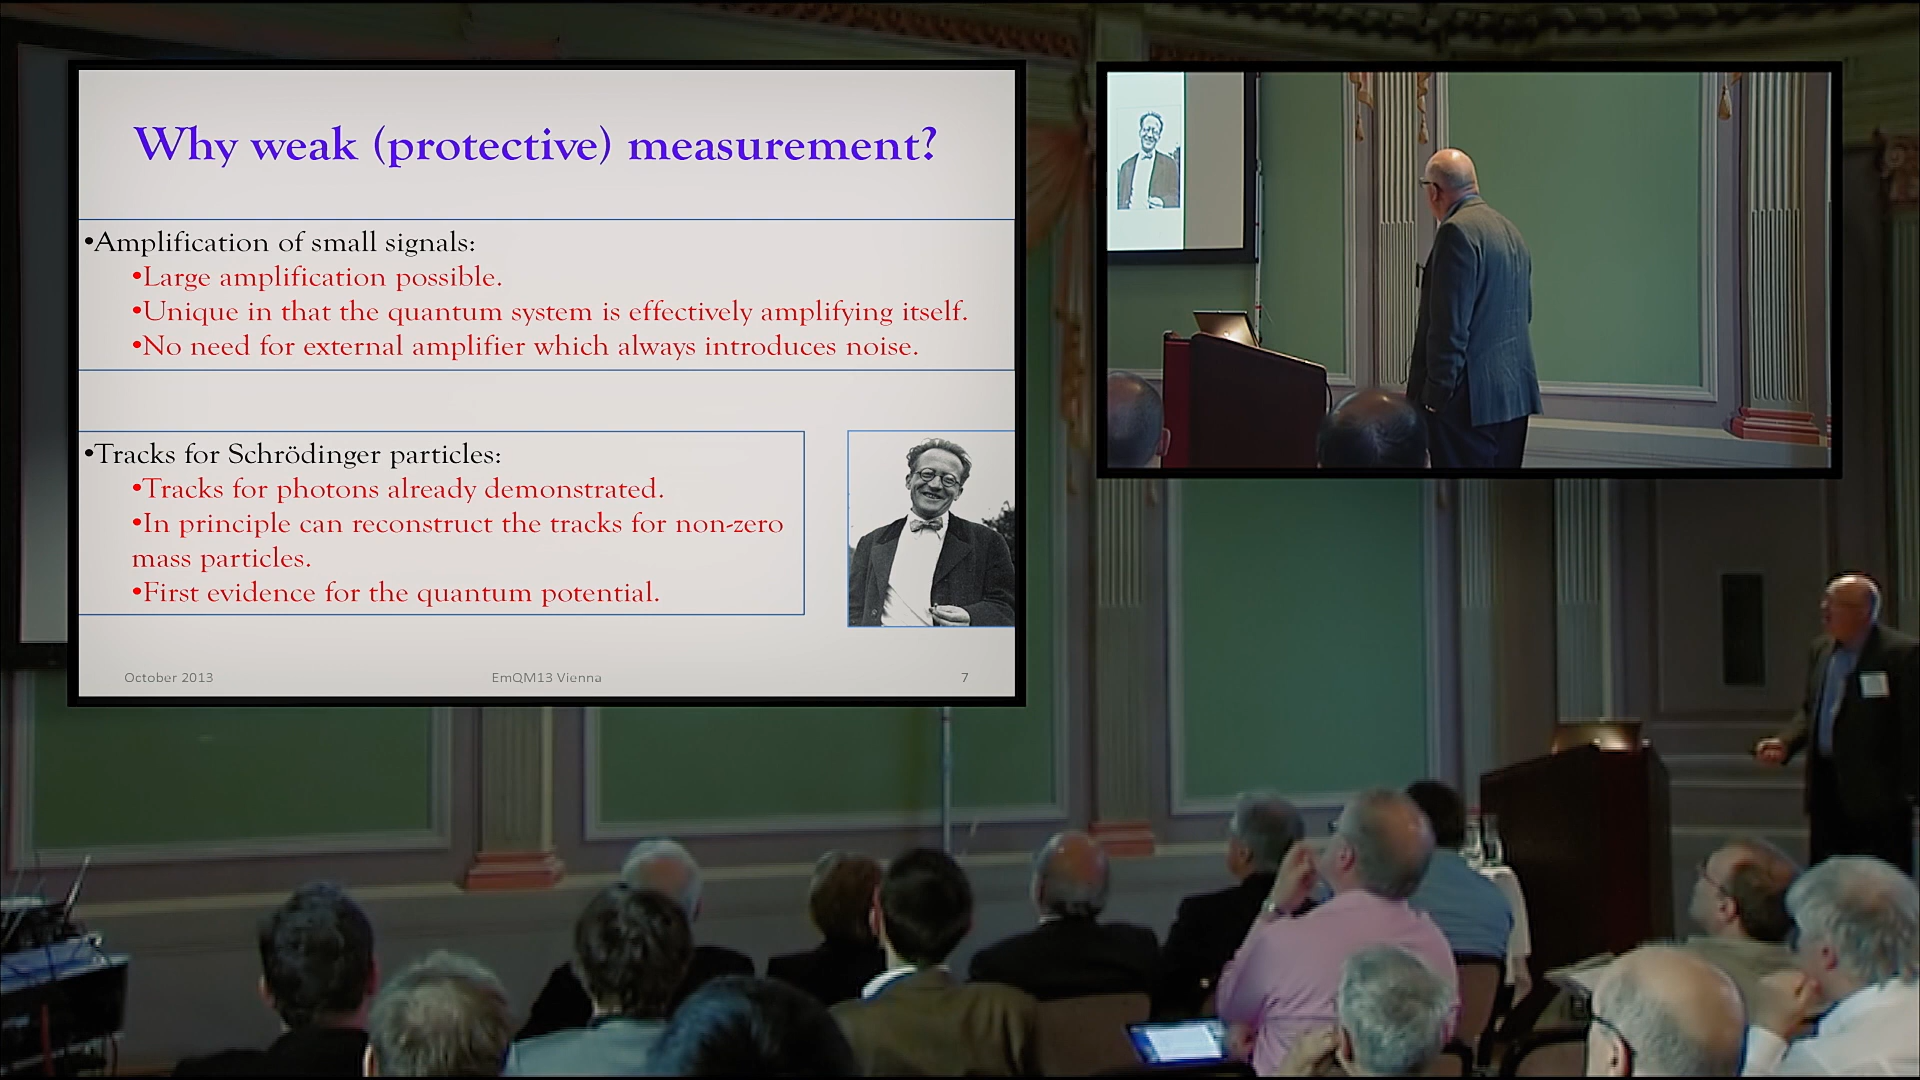 Why weak (protective) measurement?
•Amplification of small signals:
•Large amplification possible.
•Unique in that the quantum system is effectively amplifying itself.
•No need for external amplifier which always introduces noise.
•Tracks for Schrödinger particles:
•Tracks for photons already demonstrated.
•In principle can reconstruct the tracks for non-zero
mass particles.
•First evidence for the quantum potential.
October 2013
EmQM13 Vienna
7